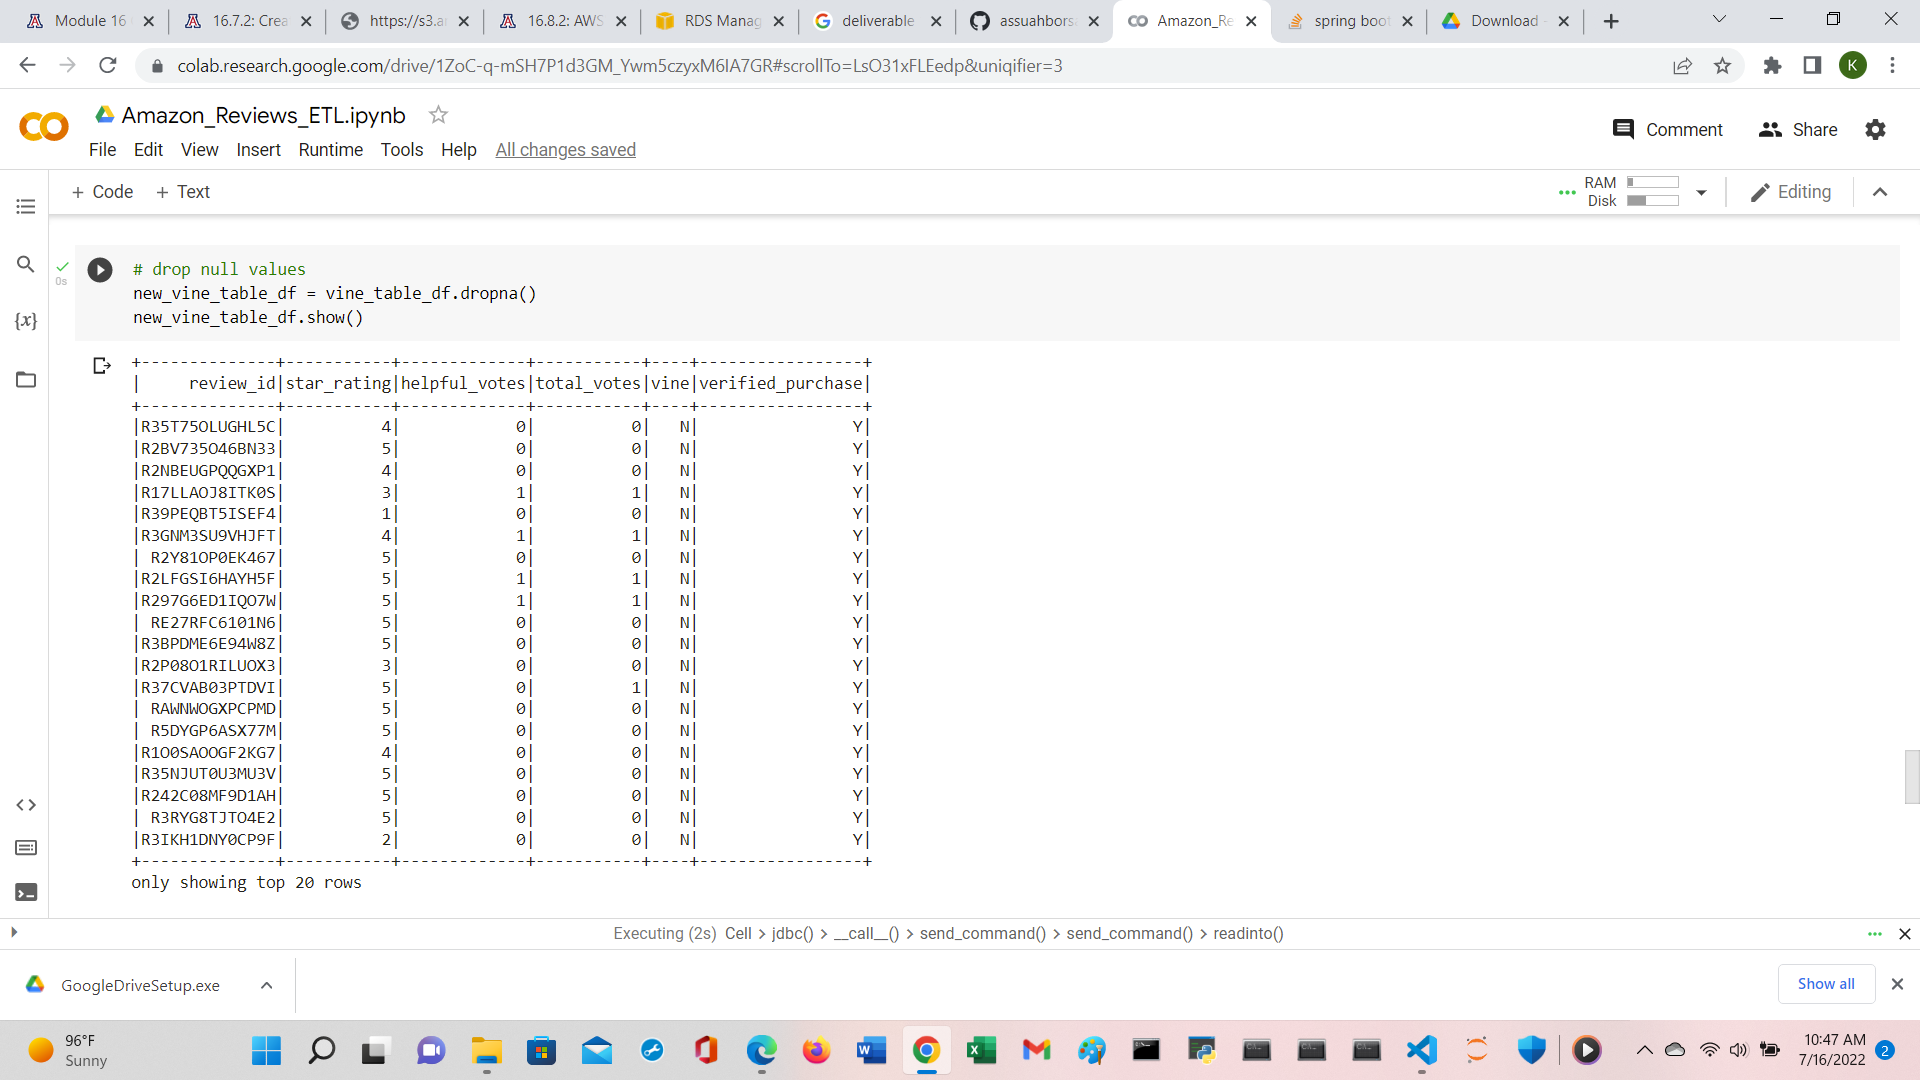 Module 16
16.7.2: Crea
https://s3.ar
16.8.2: AWS
RDS Manag
deliverable
assuahbors
Amazon_Re
spring boot
Download -
colab.research.google.com/drive/1ZoC-q-mSH7P1d3GM_Ywm5czyxM6IA7GR#scrollTo=LsO31xFLEedp&uniqifier=3
K
CO
Amazon_Reviews_ETL.ipynb
Comment
Share
File Edit View Insert Runtime Tools Help All changes saved
+ Code + Text
RAM
Disk
Editing
0s
# drop null values
new_vine_table_df = vine_table_df.dropna()
new_vine_table_df.show()
{x}
+--------------+-----------+-------------+-----------+----+-----------------+
|     review_id|star_rating|helpful_votes|total_votes|vine|verified_purchase|
+--------------+-----------+-------------+-----------+----+-----------------+
|R35T75OLUGHL5C|          4|            0|          0|   N|                Y|
|R2BV735O46BN33|          5|            0|          0|   N|                Y|
|R2NBEUGPQQGXP1|          4|            0|          0|   N|                Y|
|R17LLAOJ8ITK0S|          3|            1|          1|   N|                Y|
|R39PEQBT5ISEF4|          1|            0|          0|   N|                Y|
|R3GNM3SU9VHJFT|          4|            1|          1|   N|                Y|
| R2Y81OP0EK467|          5|            0|          0|   N|                Y|
|R2LFGSI6HAYH5F|          5|            1|          1|   N|                Y|
|R297G6ED1IQO7W|          5|            1|          1|   N|                Y|
| RE27RFC6101N6|          5|            0|          0|   N|                Y|
|R3BPDME6E94W8Z|          5|            0|          0|   N|                Y|
|R2P08O1RILUOX3|          3|            0|          0|   N|                Y|
|R37CVAB03PTDVI|          5|            0|          1|   N|                Y|
| RAWNWOGXPCPMD|          5|            0|          0|   N|                Y|
| R5DYGP6ASX77M|          5|            0|          0|   N|                Y|
|R1O0SAOOGF2KG7|          4|            0|          0|   N|                Y|
|R35NJUT0U3MU3V|          5|            0|          0|   N|                Y|
|R242C08MF9D1AH|          5|            0|          0|   N|                Y|
| R3RYG8TJTO4E2|          5|            0|          0|   N|                Y|
|R3IKH1DNY0CP9F|          2|            0|          0|   N|                Y|
+--------------+-----------+-------------+-----------+----+-----------------+
only showing top 20 rows
Executing (2s) Cell > jdbc() > __call__() > send_command() > send_command() > readinto()
GoogleDriveSetup.exe
Show all
96°F
Sunny
10:47 AM
7/16/2022
2